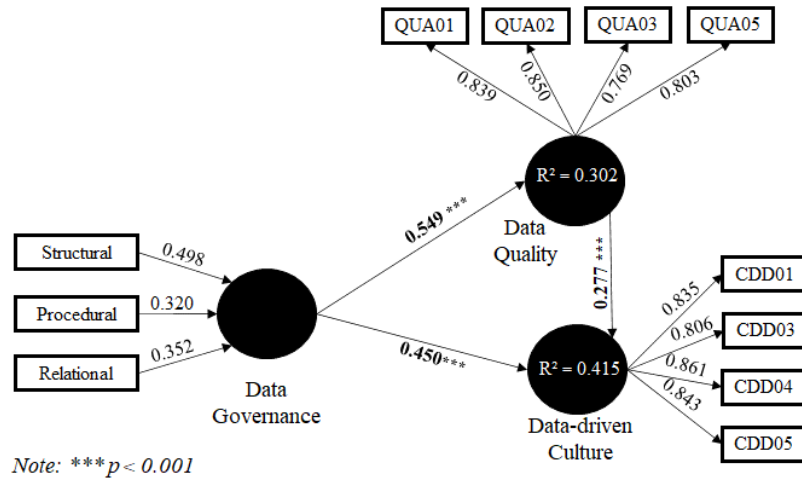 QUA01
QUA02
QUA03
QUA05
0.839
0.850
0.769
0.803
R² = 0.302
Data
Quality
0.549 ***
0.277 ***
Structural
0.498
Procedural
0.320
Relational
0.352
Data
Governance
0.450***
R² = 0.415
Data-driven
Culture
0.835
CDD01
0.806
CDD03
0.861
CDD04
0.843
CDD05
Note: ***p < 0.001